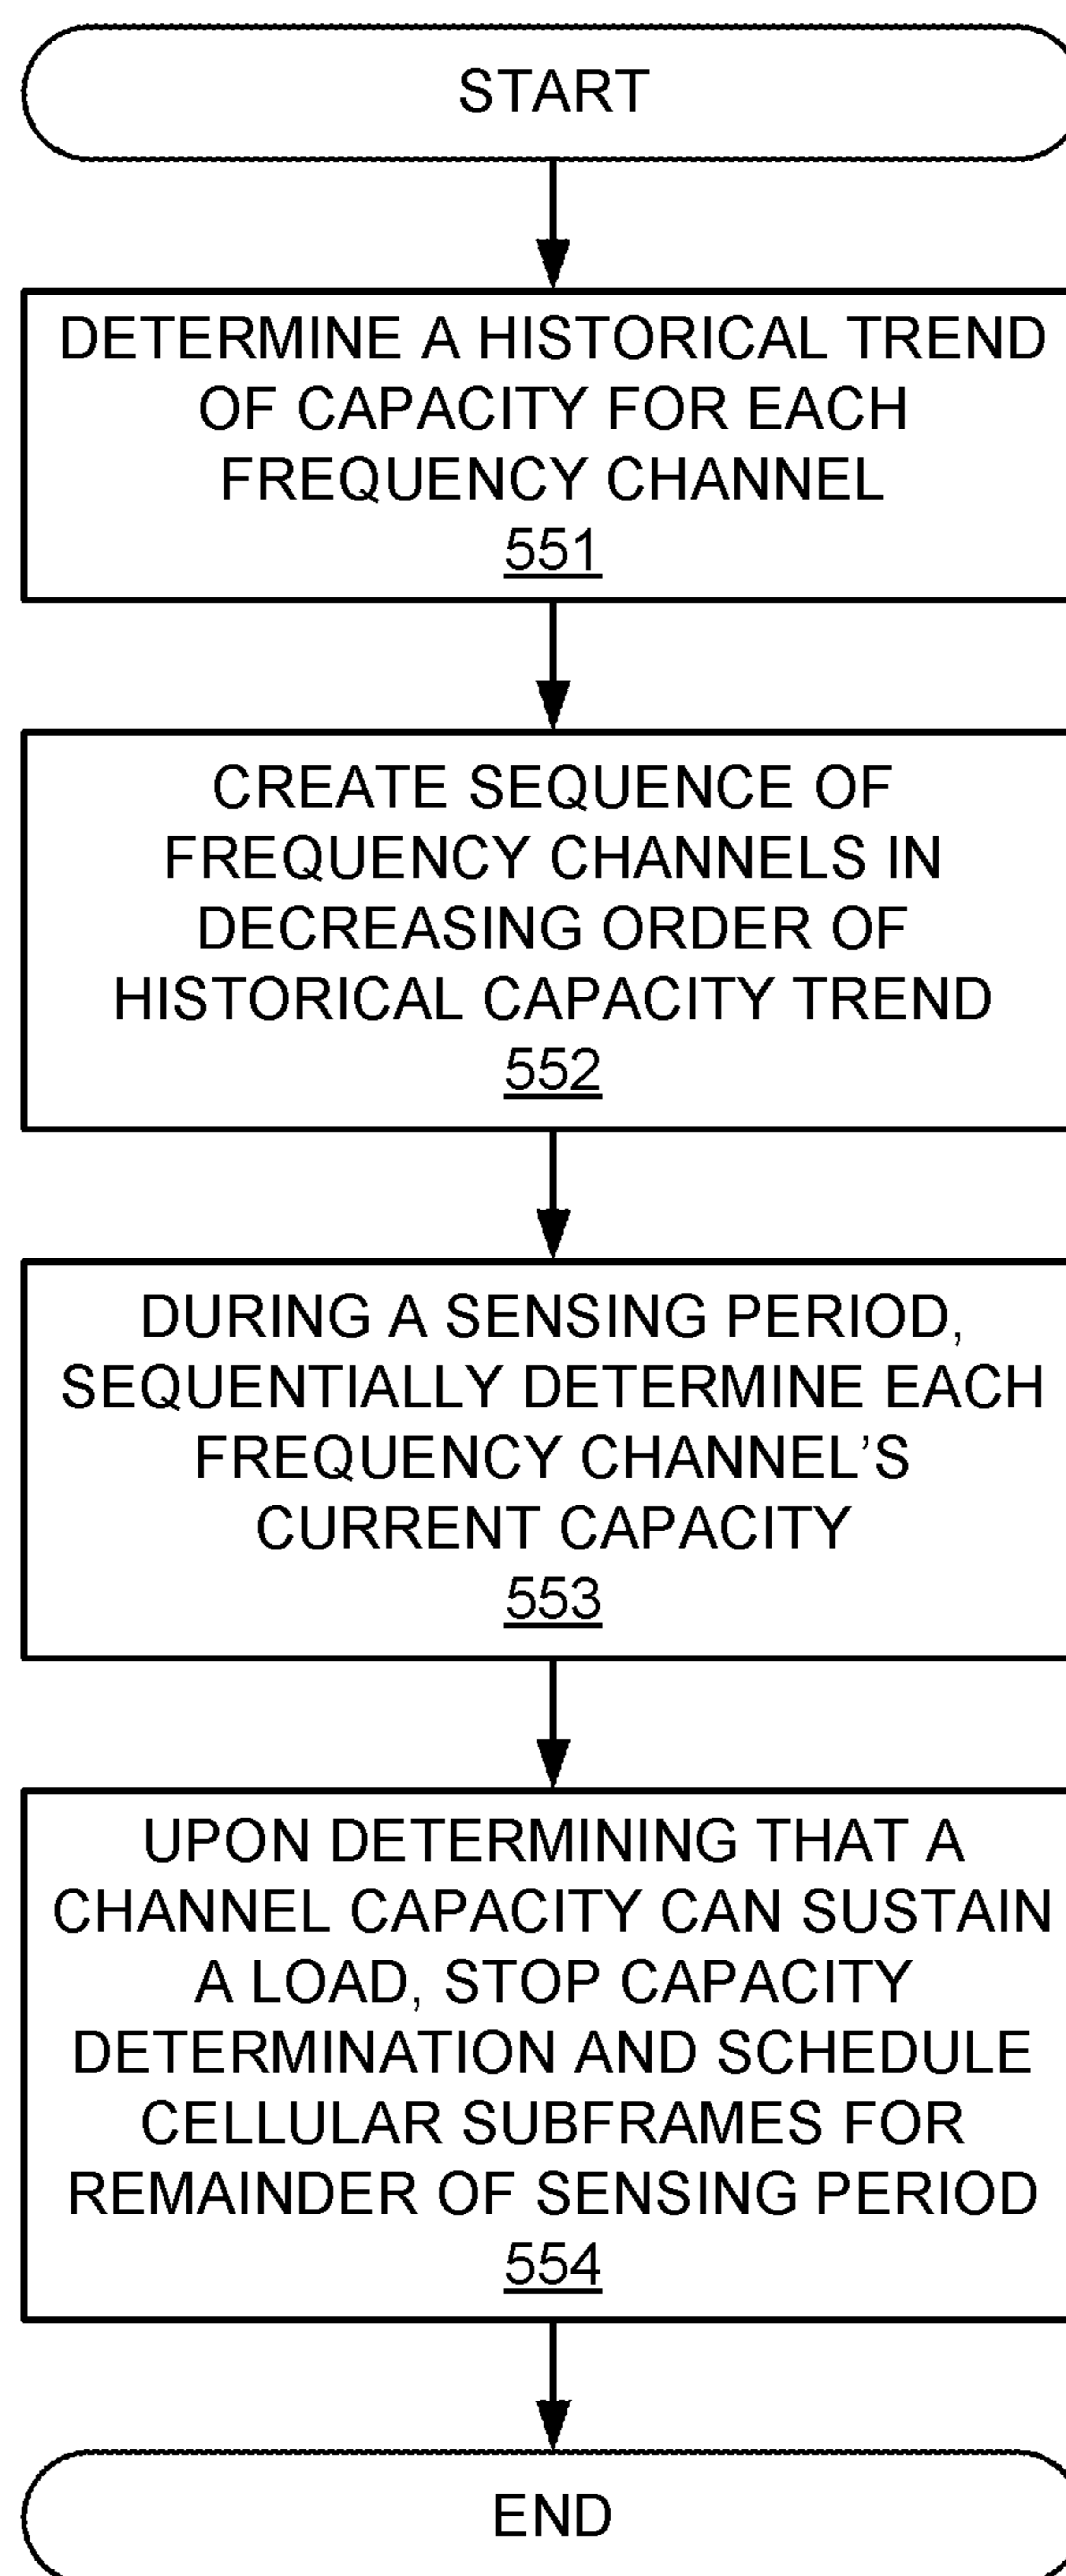 START
DETERMINE A HISTORICAL TREND
OF CAPACITY FOR EACH
FREQUENCY CHANNEL
551
CREATE SEQUENCE OF
FREQUENCY CHANNELS IN
DECREASING ORDER OF
HISTORICAL CAPACITY TREND
552
DURING A SENSING PERIOD,
SEQUENTIALLY DETERMINE EACH
FREQUENCY CHANNEL’S
CURRENT CAPACITY
553
UPON DETERMINING THAT A
CHANNEL CAPACITY CAN SUSTAIN
A LOAD, STOP CAPACITY
DETERMINATION AND SCHEDULE
CELLULAR SUBFRAMES FOR
REMAINDER OF SENSING PERIOD
554
END